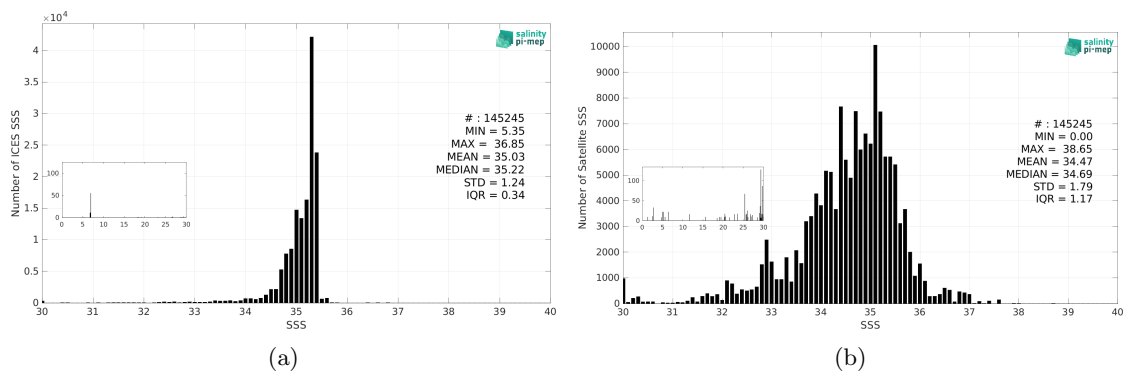 ×10⁴
4
3.5
3
2.5
2
1.5
1
0.5
0
Number of ICES SSS
salinity
pi-mep
# : 145245
MIN = 5.35
MAX = 36.85
MEAN = 35.03
MEDIAN = 35.22
STD = 1.24
IQR = 0.34
100
50
0
0 5 10 15 20 25 30
30 31 32 33 34 35 36 37 38 39 40
SSS
(a)
10000
9000
8000
7000
6000
5000
4000
3000
2000
1000
0
Number of Satellite SSS
salinity
pi-mep
# : 145245
MIN = 0.00
MAX = 38.65
MEAN = 34.47
MEDIAN = 34.69
STD = 1.79
IQR = 1.17
100
50
0
0 5 10 15 20 25 30
30 31 32 33 34 35 36 37 38 39 40
SSS
(b)